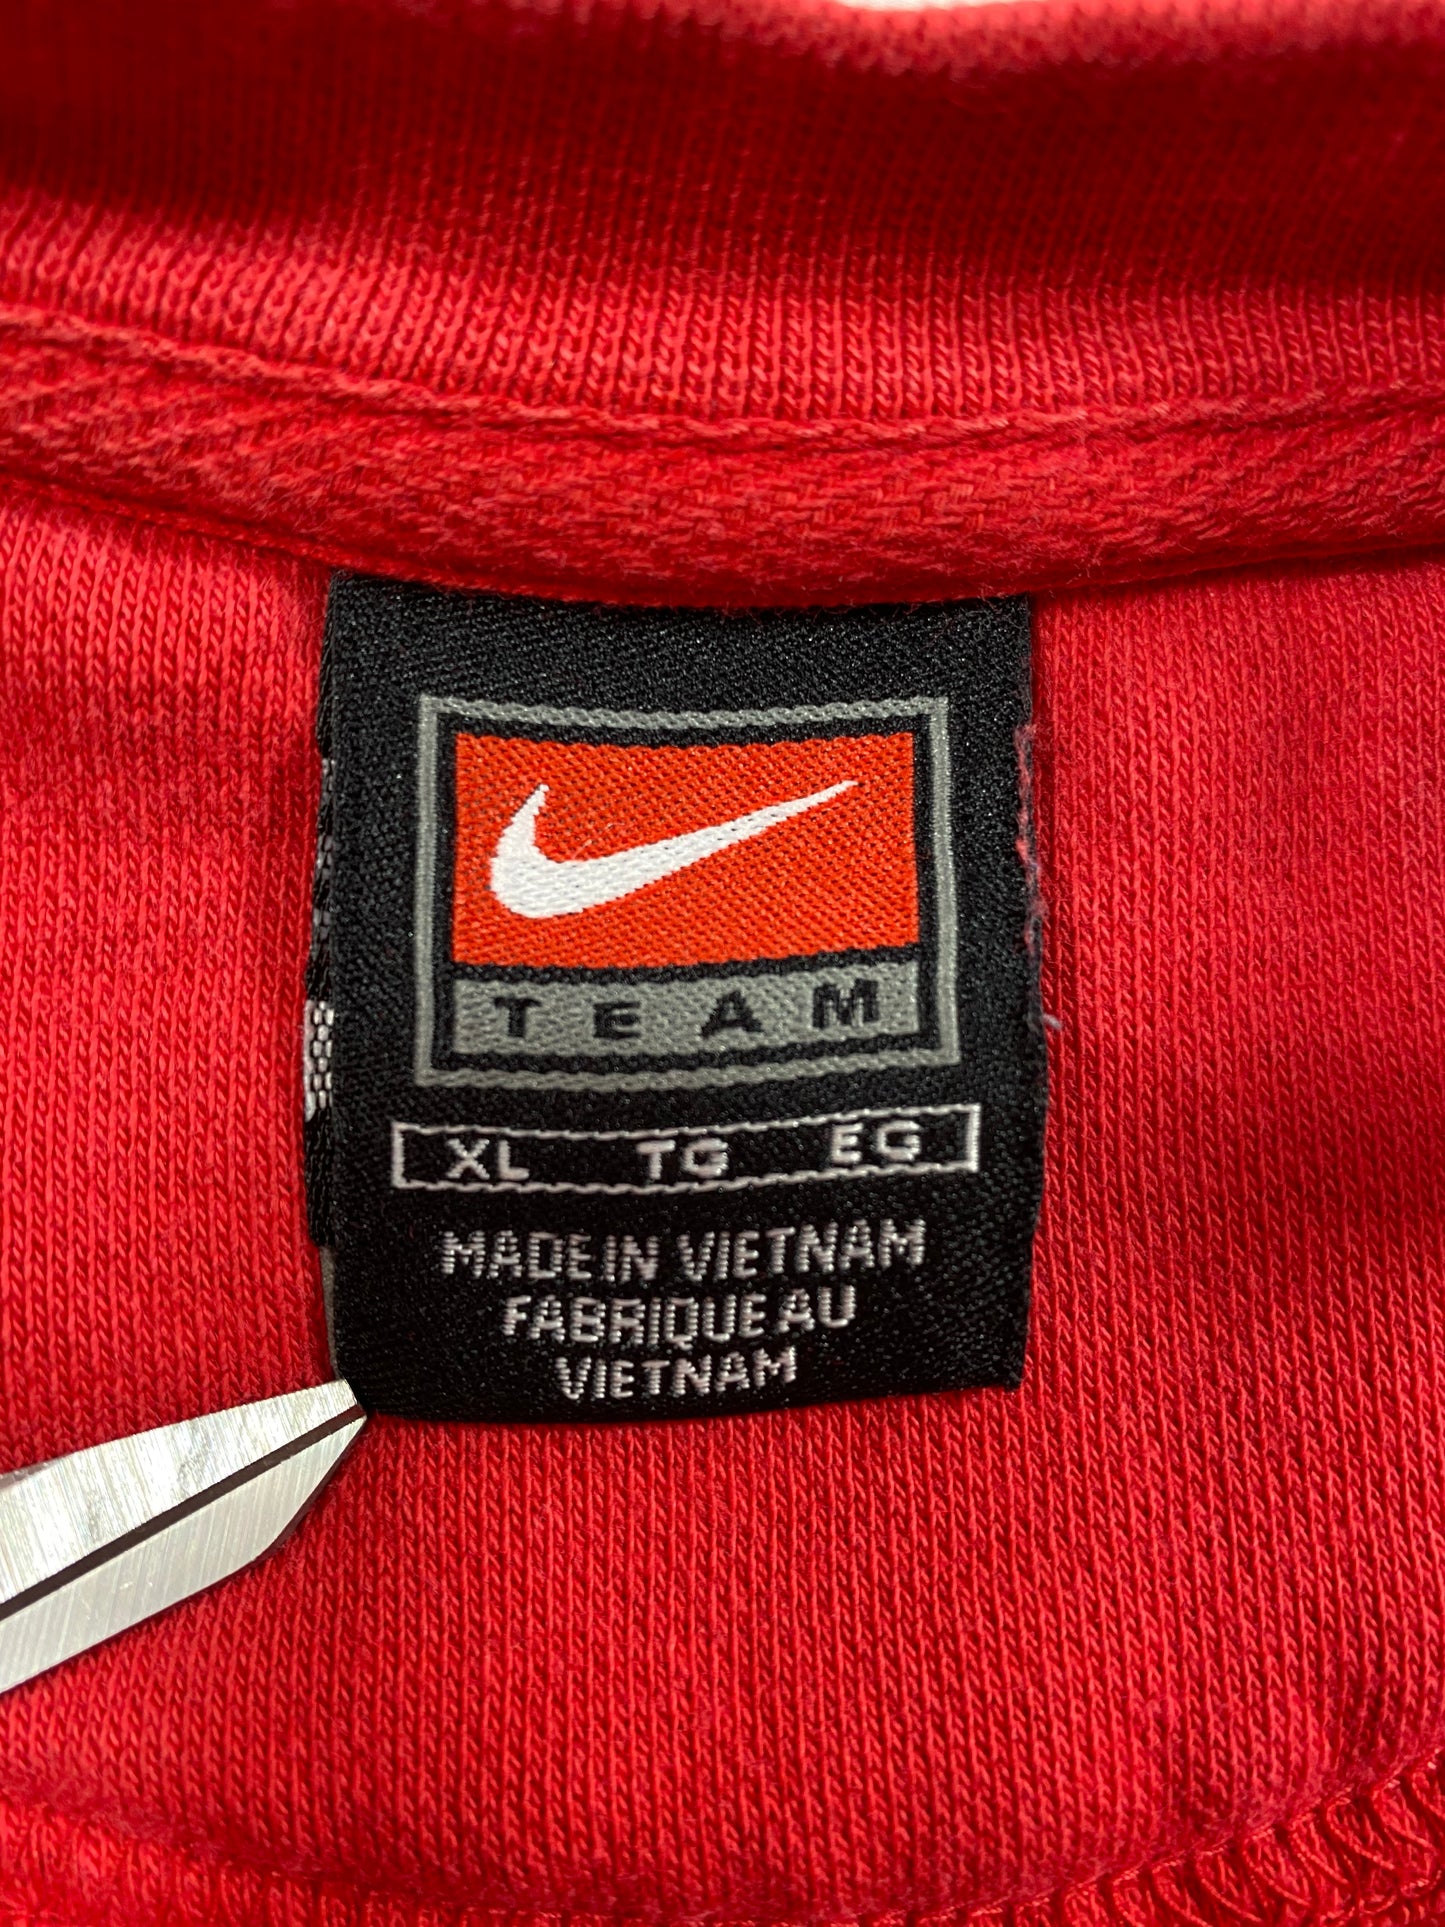 TEAM
XL TG EG
MADE IN VIETNAM
FABRIQUE AU
VIETNAM